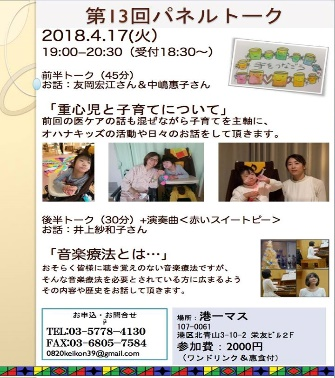 第13回パネルトーク
2018.4.17(火)
19:00−20:30（受付18:30〜）
前半トーク（45分）
お話：友岡宏江さん＆中嶋惠子さん
「重心児と子育てについて」
前回の医ケアの話も混ぜながら子育てを主軸に、
オハナキッズの活動や日々のお話をして頂きます。
後半トーク（30分）+演奏曲＜赤いスイートピー＞
お話：井上紗和子さん
「音楽療法とは…」
おそらく皆様に聴き覚えのない音楽療法ですが、
そんな音楽療法を必要とされている方に広まるよう
その内容や歴史をお話して頂きます。
お申込・お問合せ
TEL:03-5778-4130
FAX:03-6805-7584
0820keikon39@gmail.com
場所：港一マス
107-0061
港区北青山3-10-2 栄友ビル２F
参加費：2000円
（ワンドリンク＆恵食付）